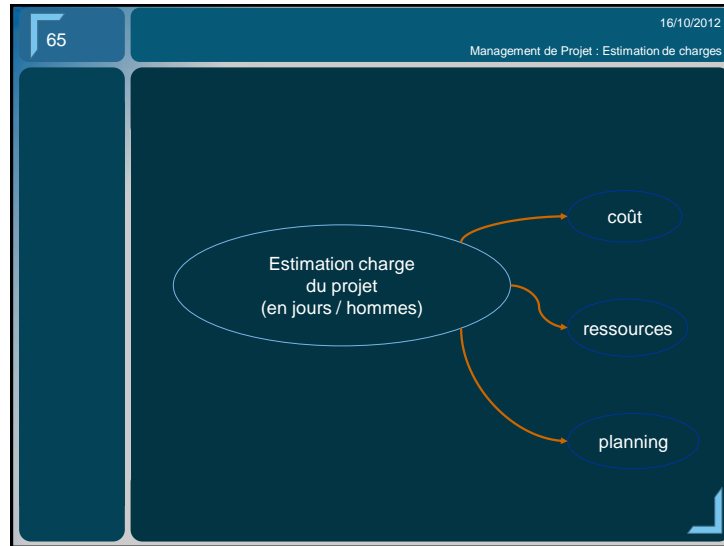 65
16/10/2012
Management de Projet : Estimation de charges
coût
Estimation charge
du projet
(en jours / hommes)
ressources
planning